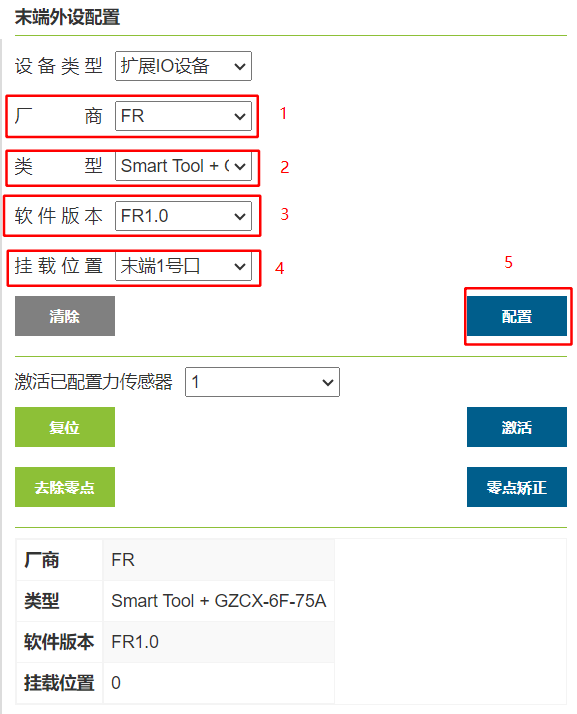 末端外设配置
设备类型 扩展IO设备
厂商 FR 1
类型 Smart Tool + G 2
软件版本 FR1.0 3
挂载位置 末端1号口 4
5
清除 配置
激活已配置力传感器 1
复位 激活
去除零点 零点矫正
厂商 FR
类型 Smart Tool + GZCX-6F-75A
软件版本 FR1.0
挂载位置 0